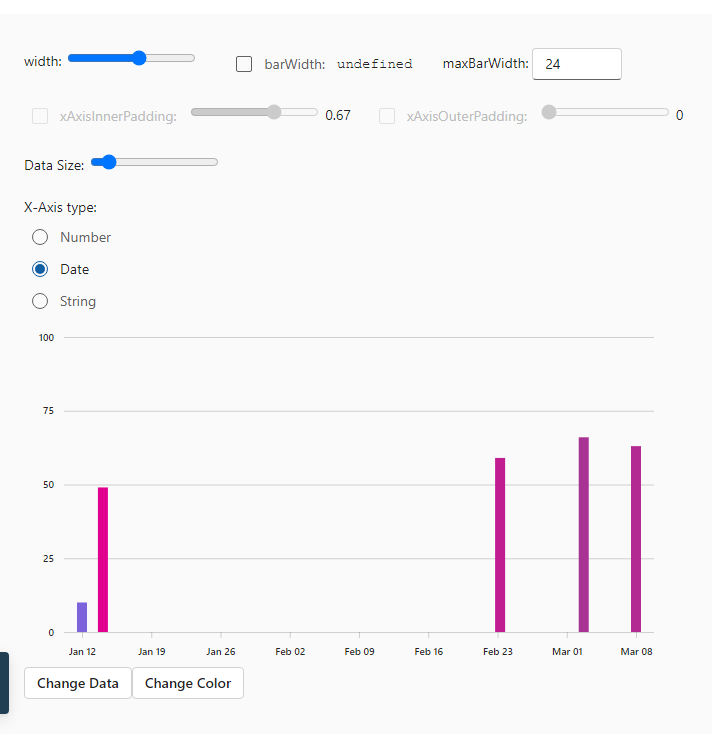 width: barWidth: undefined maxBarWidth: 24
xAxisInnerPadding: 0.67 xAxisOuterPadding: 0
Data Size:
X-Axis type:
Number
Date
String
100
75
50
25
0
Jan 12 Jan 19 Jan 26 Feb 02 Feb 09 Feb 16 Feb 23 Mar 01 Mar 08
Change Data Change Color